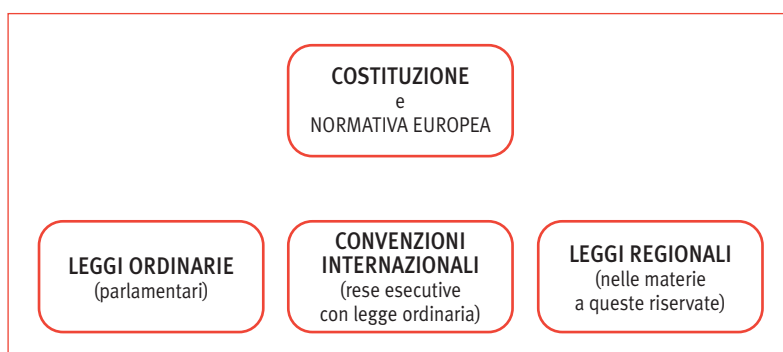 COSTITUZIONE
e
NORMATIVA EUROPEA
LEGGI ORDINARIE
(parlamentari)
CONVENZIONI
INTERNAZIONALI
(rese esecutive
con legge ordinaria)
LEGGI REGIONALI
(nelle materie
a queste riservate)